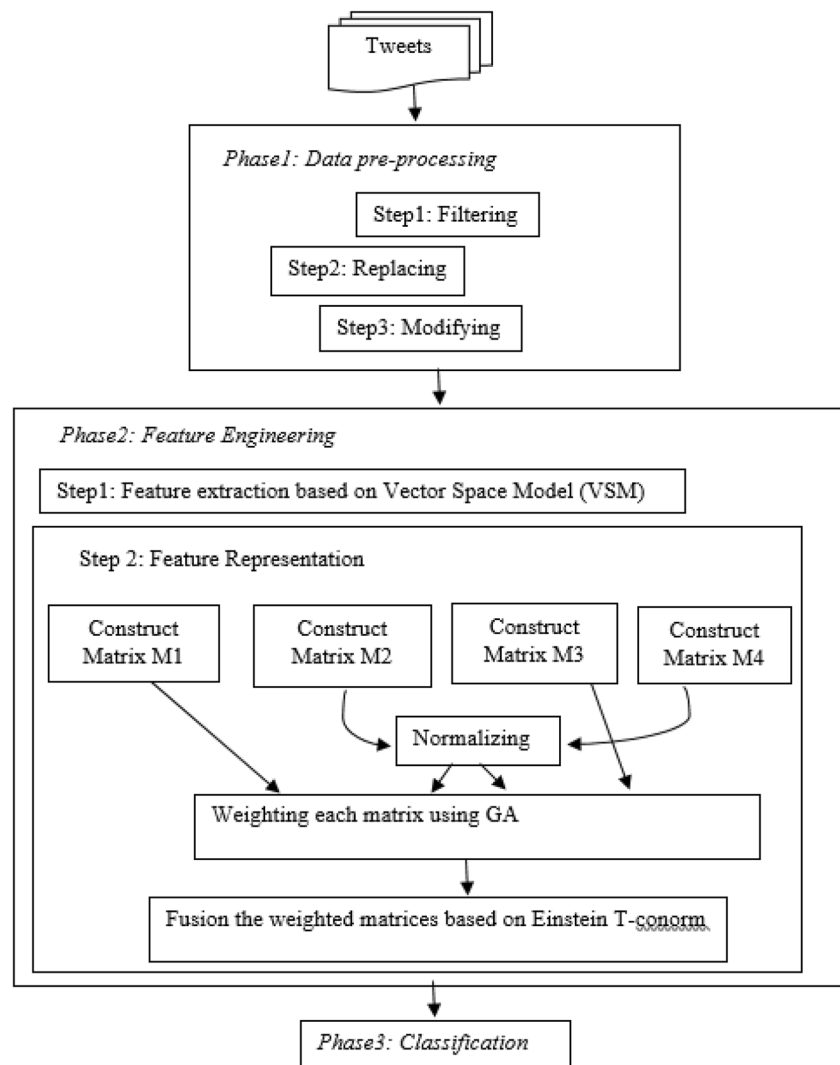 Tweets
Phase1: Data pre-processing
Step1: Filtering
Step2: Replacing
Step3: Modifying
Phase2: Feature Engineering
Step1: Feature extraction based on Vector Space Model (VSM)
Step 2: Feature Representation
Construct
Matrix M1
Construct
Matrix M2
Construct
Matrix M3
Construct
Matrix M4
Normalizing
Weighting each matrix using GA
Fusion the weighted matrices based on Einstein T-conorm
Phase3: Classification